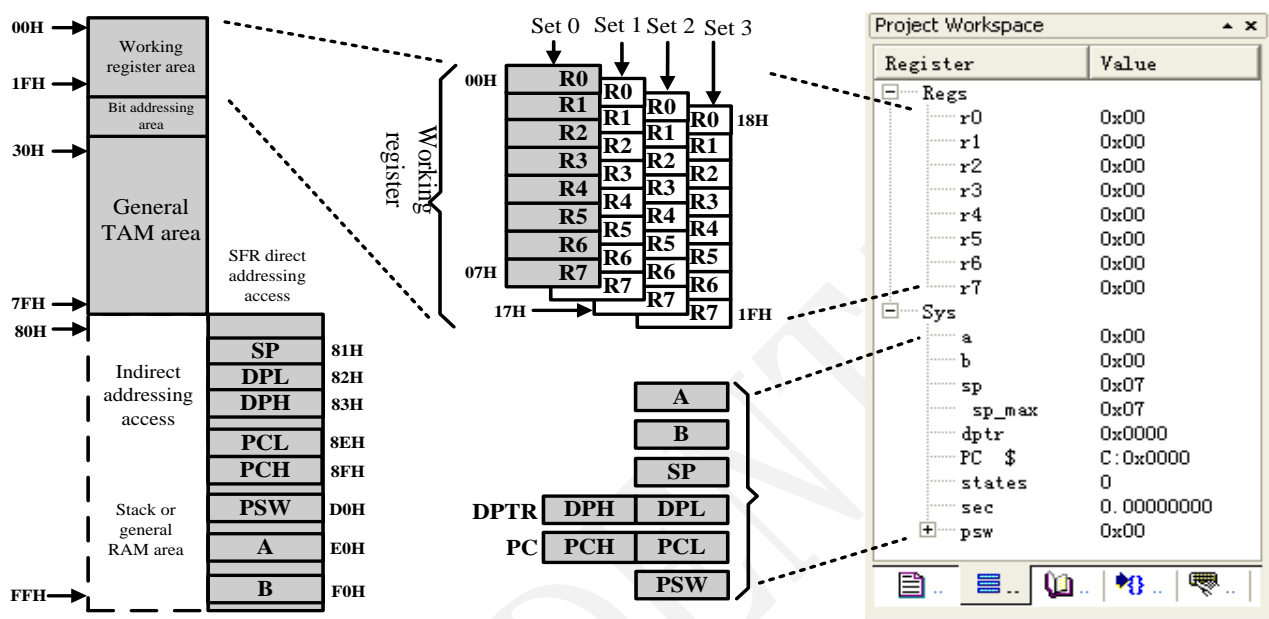 00H
Working
register area
1FH
Bit addressing
area
30H
General
TAM area
7FH
80H
Indirect
addressing
access
Stack or
general
RAM area
FFH
SFR direct
addressing
access
SP 81H
DPL 82H
DPH 83H
PCL 8EH
PCH 8FH
PSW D0H
A E0H
B F0H
Working
register
Set 0 Set 1 Set 2 Set 3
00H
R0
R1
R2
R3
R4
R5
R6
R7
07H
R0
R1
R2
R3
R4
R5
R6
R7
17H
R0
R1
R2
R3
R4
R5
R6
R7
R0
R1
R2
R3
R4
R5
R6
R7
18H
1FH
A
B
SP
DPTR DPH DPL
PC PCH PCL
PSW
Project Workspace
Register Value
Regs
r0 0x00
r1 0x00
r2 0x00
r3 0x00
r4 0x00
r5 0x00
r6 0x00
r7 0x00
Sys
a 0x00
b 0x00
sp 0x07
sp_max 0x07
dptr 0x0000
PC $ C:0x0000
states 0
sec 0.00000000
psw 0x00